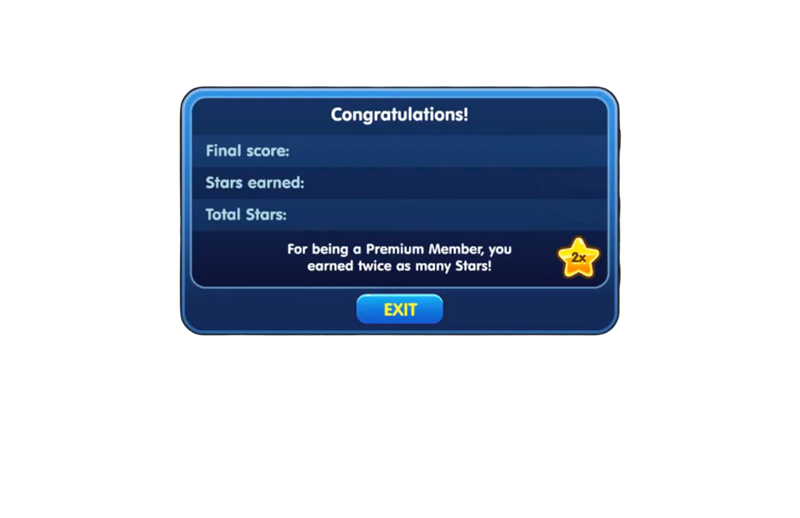 Congratulations!
Final score:
Stars earned:
Total Stars:
For being a Premium Member, you
earned twice as many Stars!
2x
EXIT